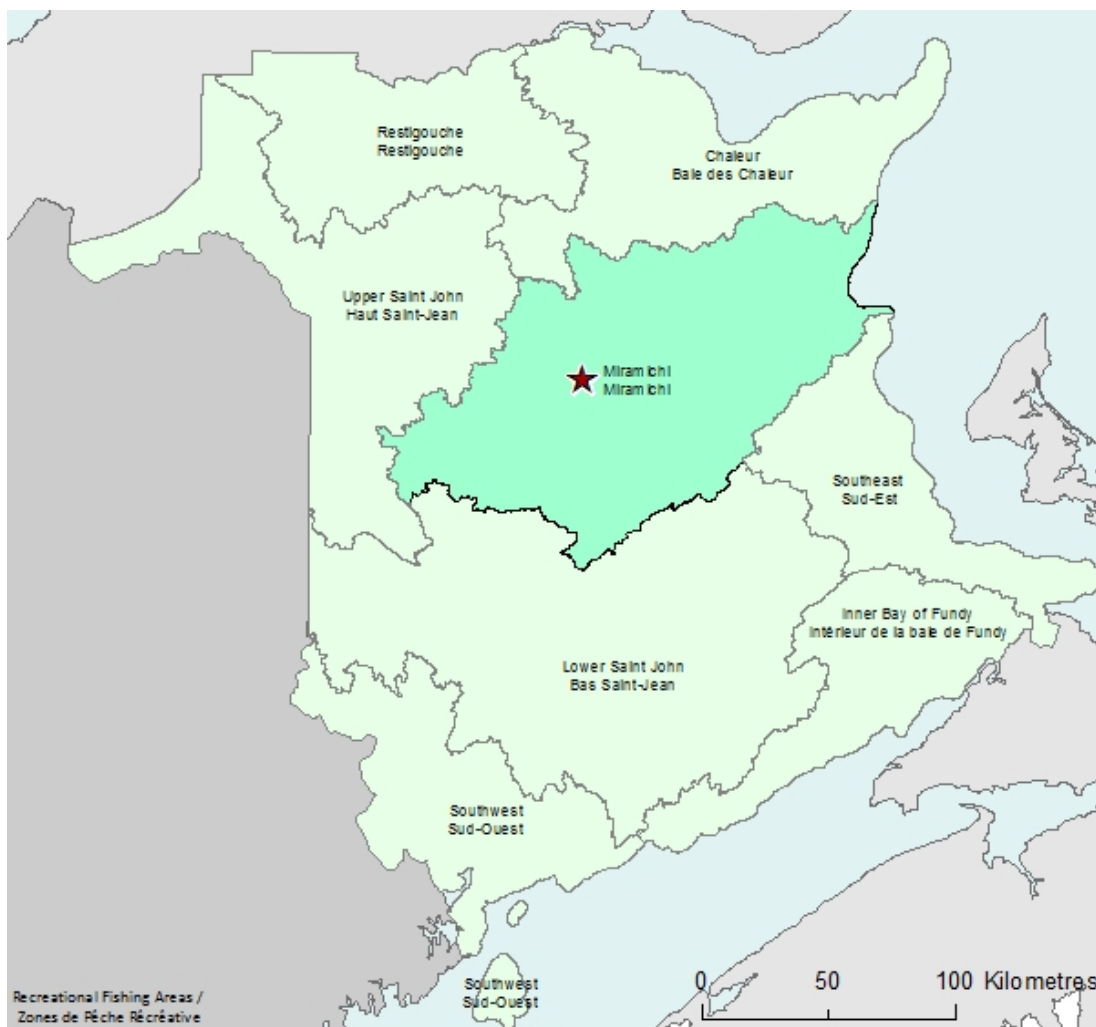 Restigouche
Restigouche
Chaleur
Baie des Chaleur
Upper Saint John
Haut Saint-Jean
Miramichi
Miramichi
Southeast
Sud-Est
Inner Bay of Fundy
Intérieur de la baie de Fundy
Lower Saint John
Bas Saint-Jean
Southwest
Sud-Ouest
Southwest
Sud-Ouest
0 50 100 Kilometres
Recreational Fishing Areas /
Zones de Pêche Récréative